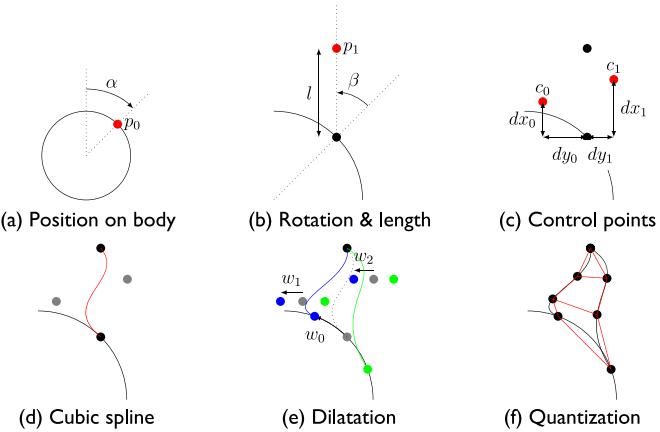 α
p₀
(a) Position on body
p₁
l
β
(b) Rotation & length
c₀
c₁
dx₀
dx₁
dy₀
dy₁
(c) Control points
(d) Cubic spline
w₁
w₂
w₀
(e) Dilatation
(f) Quantization